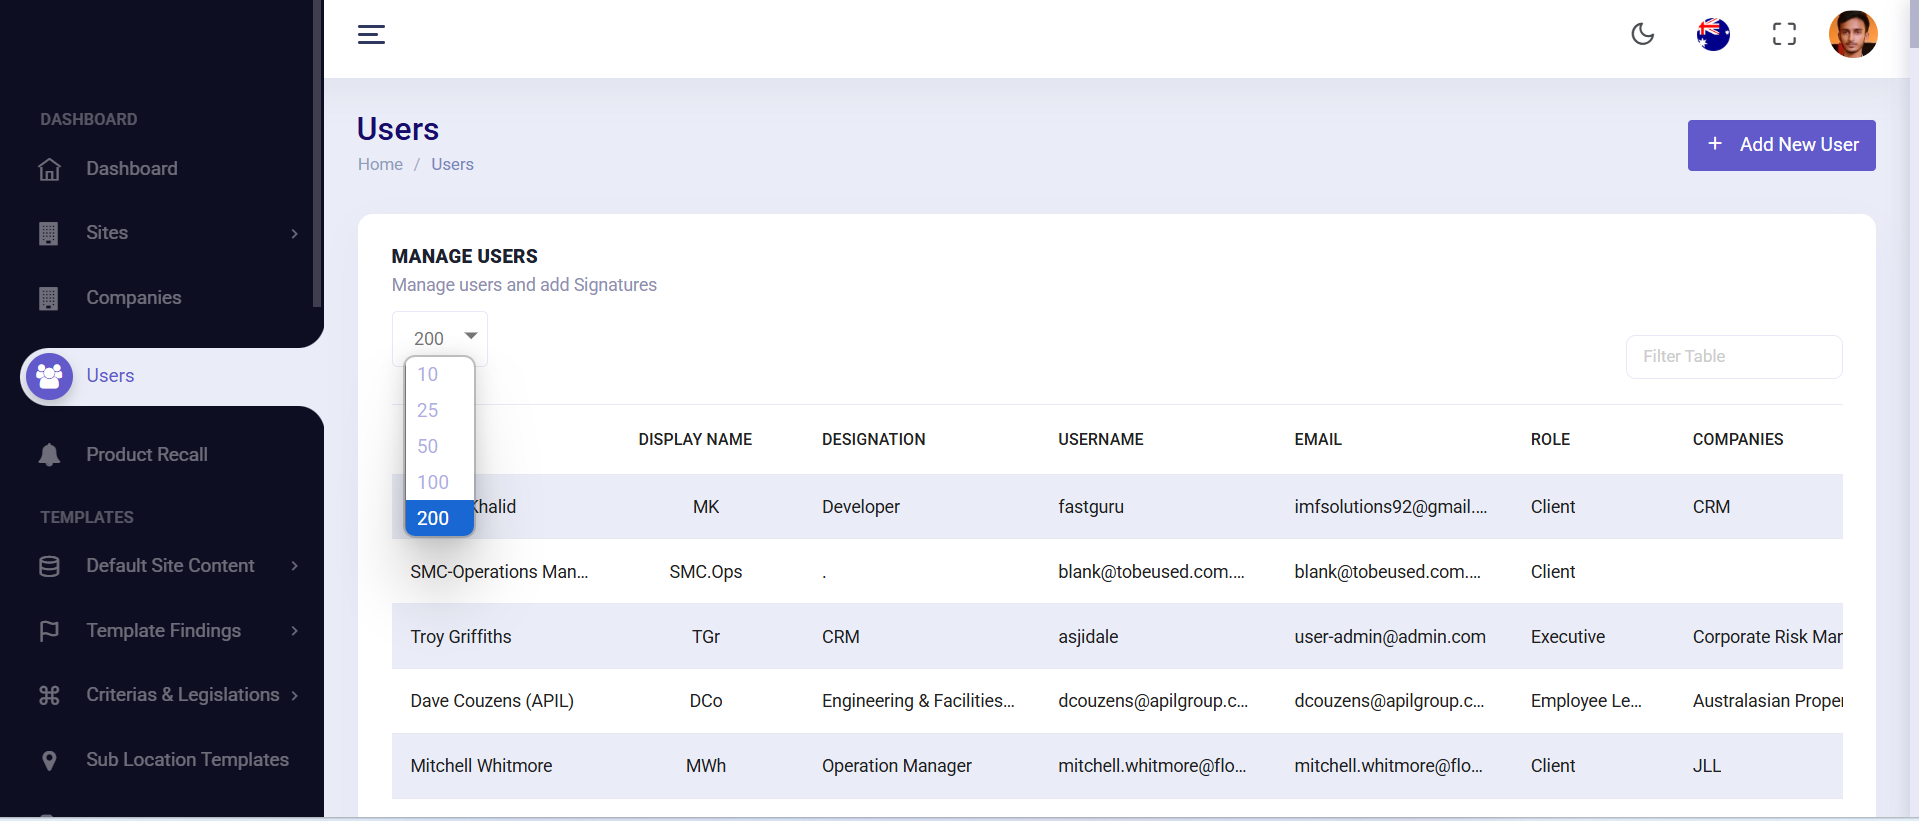 DASHBOARD
Dashboard
Sites
Companies
Users
Product Recall
TEMPLATES
Default Site Content
Template Findings
Criterias & Legislations
Sub Location Templates
Users
Home / Users
+ Add New User
MANAGE USERS
Manage users and add Signatures
200
10
25
50
100
200
Filter Table
DISPLAY NAME DESIGNATION USERNAME EMAIL ROLE COMPANIES
Khalid MK Developer fastguru imfsolutions92@gmail.... Client CRM
SMC-Operations Man... SMC.Ops . blank@tobeused.com.... blank@tobeused.com.... Client
Troy Griffiths TGr CRM asjidale user-admin@admin.com Executive Corporate Risk Mar
Dave Couzens (APIL) DCo Engineering & Facilities... dcouzens@apilgroup.c... dcouzens@apilgroup.c... Employee Le... Australasian Proper
Mitchell Whitmore MWh Operation Manager mitchell.whitmore@flo... mitchell.whitmore@flo... Client JLL